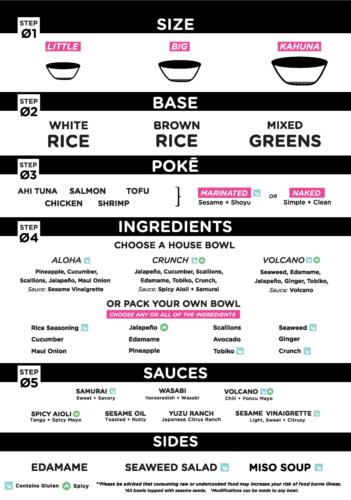 STEP
Ø1
SIZE
LITTLE
BIG
KAHUNA
STEP
Ø2
BASE
WHITE
RICE
BROWN
RICE
MIXED
GREENS
STEP
Ø3
POKĒ
AHI TUNA SALMON TOFU
CHICKEN SHRIMP
MARINATED
Sesame + Shoyu
OR
NAKED
Simple + Clean
STEP
Ø4
INGREDIENTS
CHOOSE A HOUSE BOWL
ALOHA
Pineapple, Cucumber,
Scallions, Jalapeño, Maui Onion
Sauce: Sesame Vinaigrette
CRUNCH
Jalapeño, Cucumber, Scallions,
Edamame, Tobiko, Crunch,
Sauce: Spicy Aioli + Samurai
VOLCANO
Seaweed, Edamame,
Jalapeño, Ginger, Tobiko,
Sauce: Volcano
OR PACK YOUR OWN BOWL
CHOOSE ANY OR ALL OF THE INGREDIENTS
Rice Seasoning Jalapeño Scallions Seaweed
Cucumber Edamame Avocado Ginger
Maui Onion Pineapple Tobiko Crunch
STEP
Ø5
SAUCES
SAMURAI
Sweet + Savory
WASABI
Horseradish + Wasabi
VOLCANO
Chili + Ponzu Mayo
SPICY AIOLI
Tangy + Spicy Mayo
SESAME OIL
Toasted + Nutty
YUZU RANCH
Japanese Citrus Ranch
SESAME VINAIGRETTE
Light, Sweet + Citrusy
SIDES
EDAMAME SEAWEED SALAD MISO SOUP
Contains Gluten Spicy
**Please be advised that consuming raw or undercooked food may increase your risk of food borne illness.
*All bowls topped with sesame seeds. *Modifications can be made to any bowl.